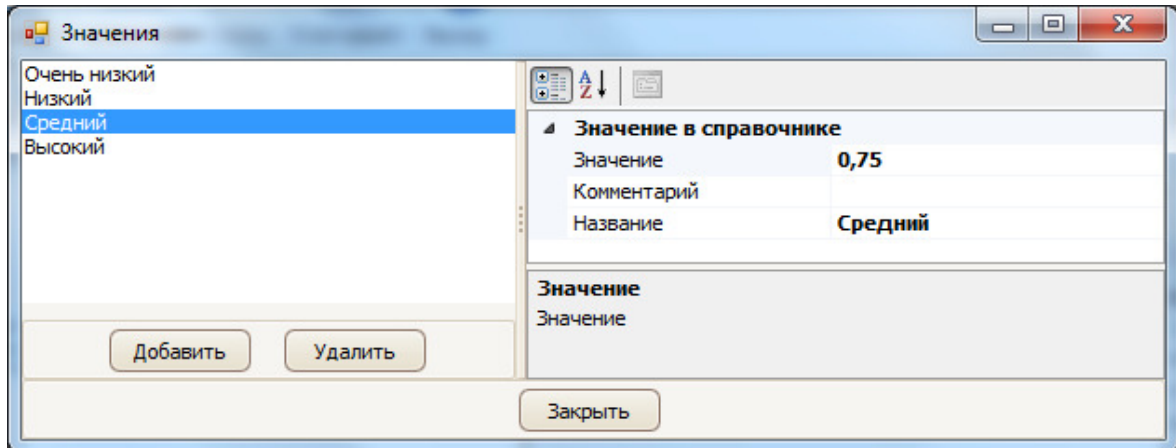 Значения
Очень низкий
Низкий
Средний
Высокий
Добавить
Удалить
Значение в справочнике
Значение 0,75
Комментарий
Название Средний
Значение
Значение
Закрыть